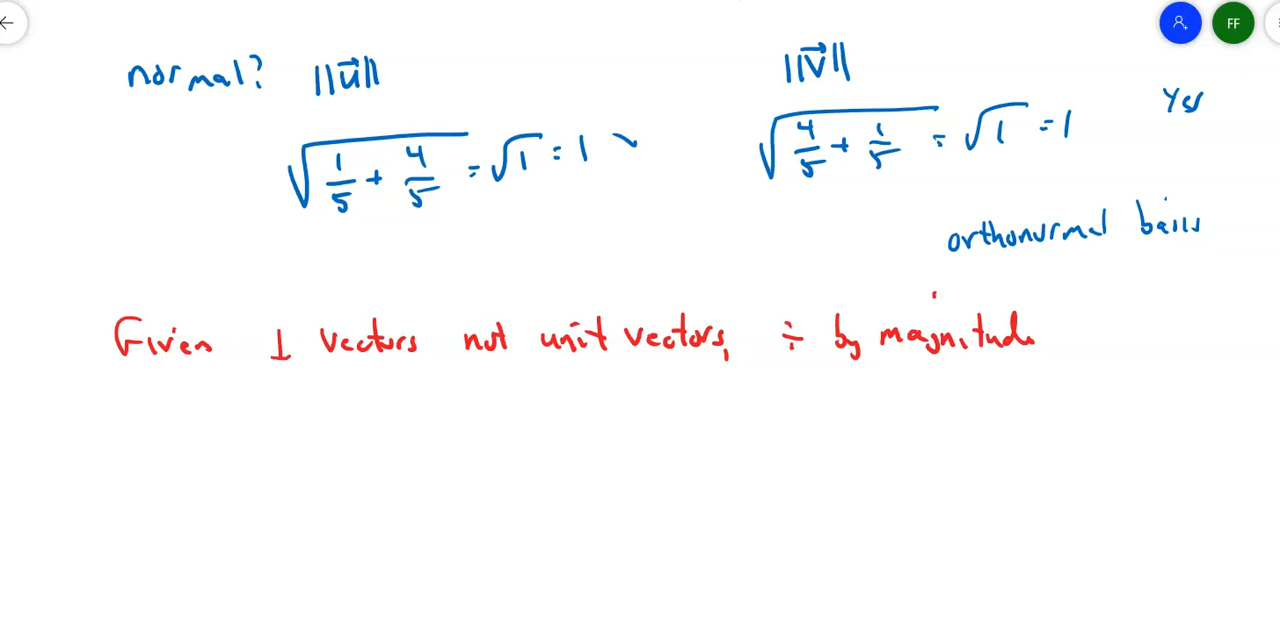 FF
normal? ||u⃗|| ||v⃗||
√(1/5 + 4/5) = √1 = 1 √(4/5 + 1/5) = √1 = 1 Yes
orthonormal basis
Given ⊥ vectors not unit vectors, ÷ by magnitude